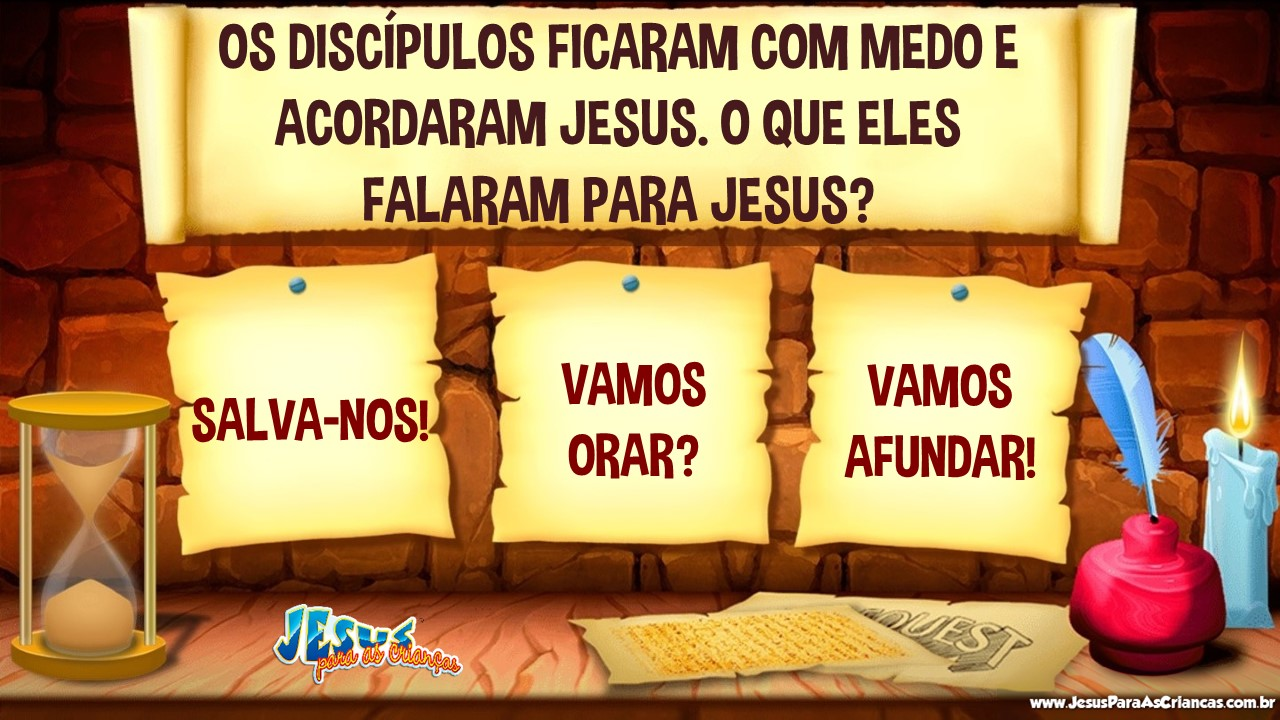 OS DISCÍPULOS FICARAM COM MEDO E
ACORDARAM JESUS. O QUE ELES
FALARAM PARA JESUS?
SALVA-NOS!
VAMOS
ORAR?
VAMOS
AFUNDAR!
JESUS
para as crianças
QUEST
www.JesusParaAsCriancas.com.br